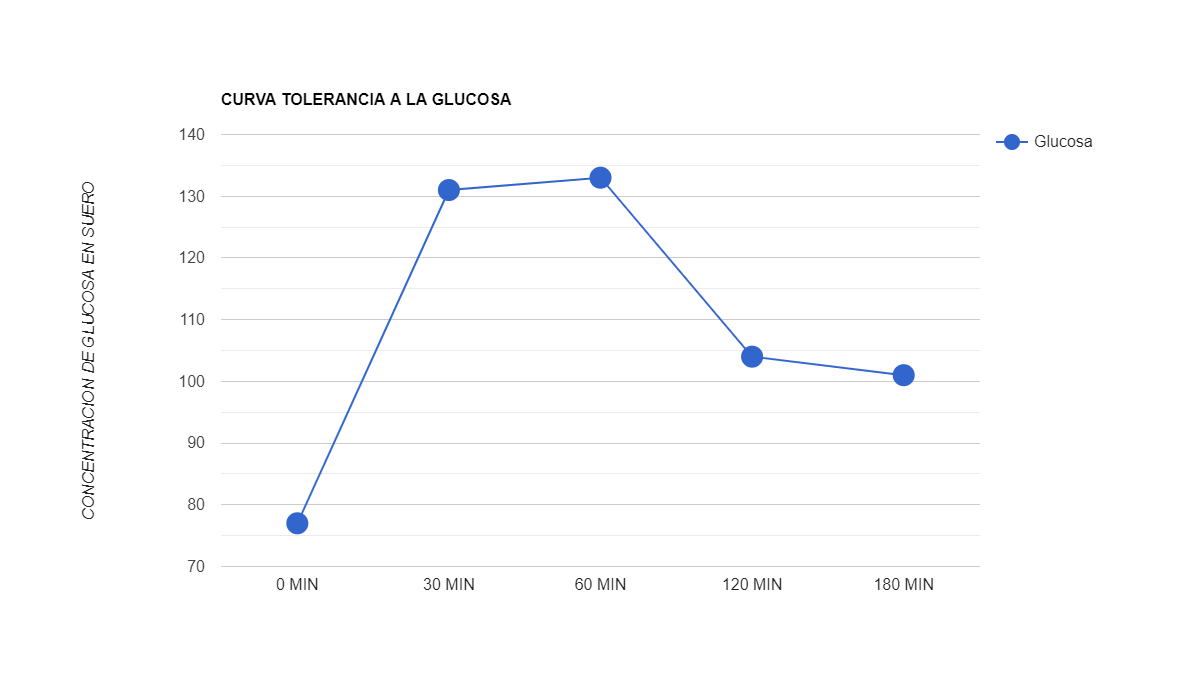 CURVA TOLERANCIA A LA GLUCOSA
Glucosa
CONCENTRACION DE GLUCOSA EN SUERO
140
130
120
110
100
90
80
70
0 MIN
30 MIN
60 MIN
120 MIN
180 MIN